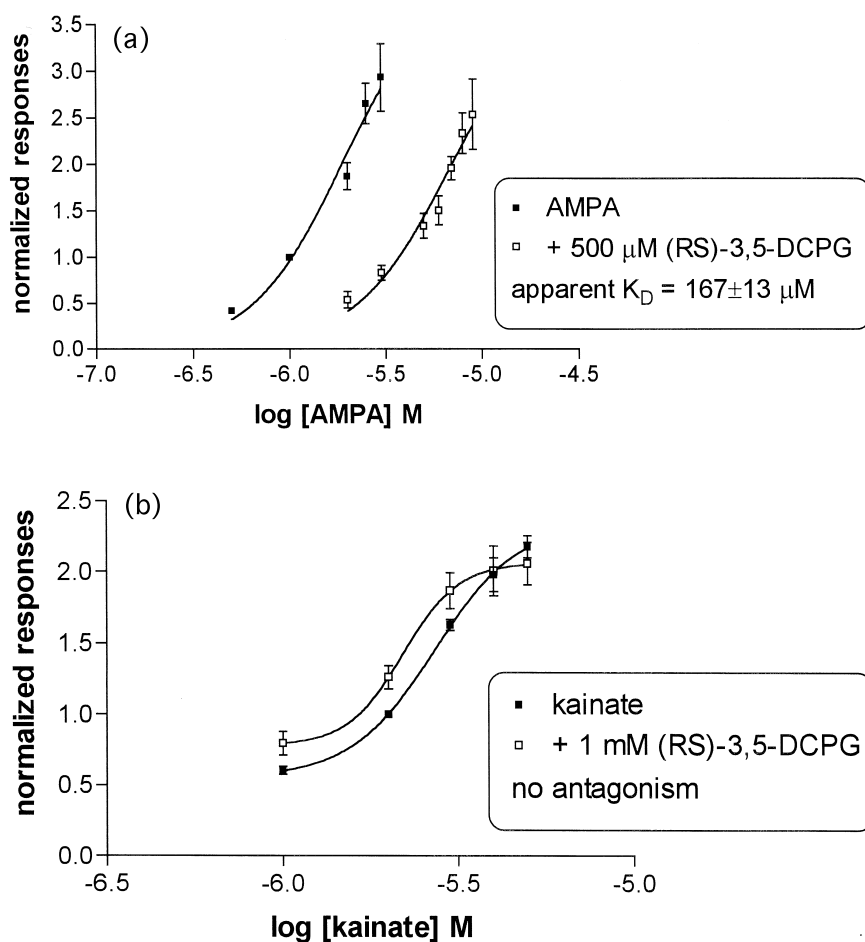 (a)
normalized responses
3.5
3.0
2.5
2.0
1.5
1.0
0.5
0.0
-7.0 -6.5 -6.0 -5.5 -5.0 -4.5
log [AMPA] M
AMPA
+ 500 μM (RS)-3,5-DCPG
apparent K_D = 167±13 μM
(b)
normalized responses
2.5
2.0
1.5
1.0
0.5
0.0
-6.5 -6.0 -5.5 -5.0
log [kainate] M
kainate
+ 1 mM (RS)-3,5-DCPG
no antagonism